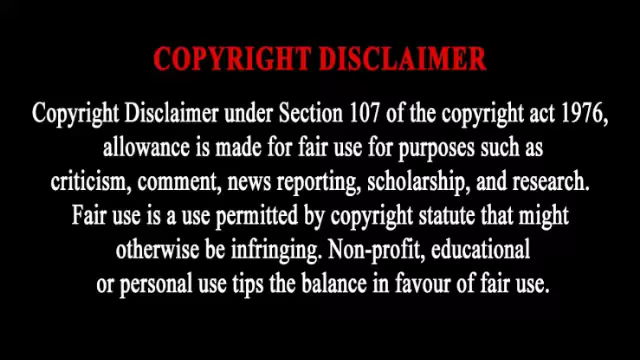 COPYRIGHT DISCLAIMER
Copyright Disclaimer under Section 107 of the copyright act 1976,
allowance is made for fair use for purposes such as
criticism, comment, news reporting, scholarship, and research.
Fair use is a use permitted by copyright statute that might
otherwise be infringing. Non-profit, educational
or personal use tips the balance in favour of fair use.